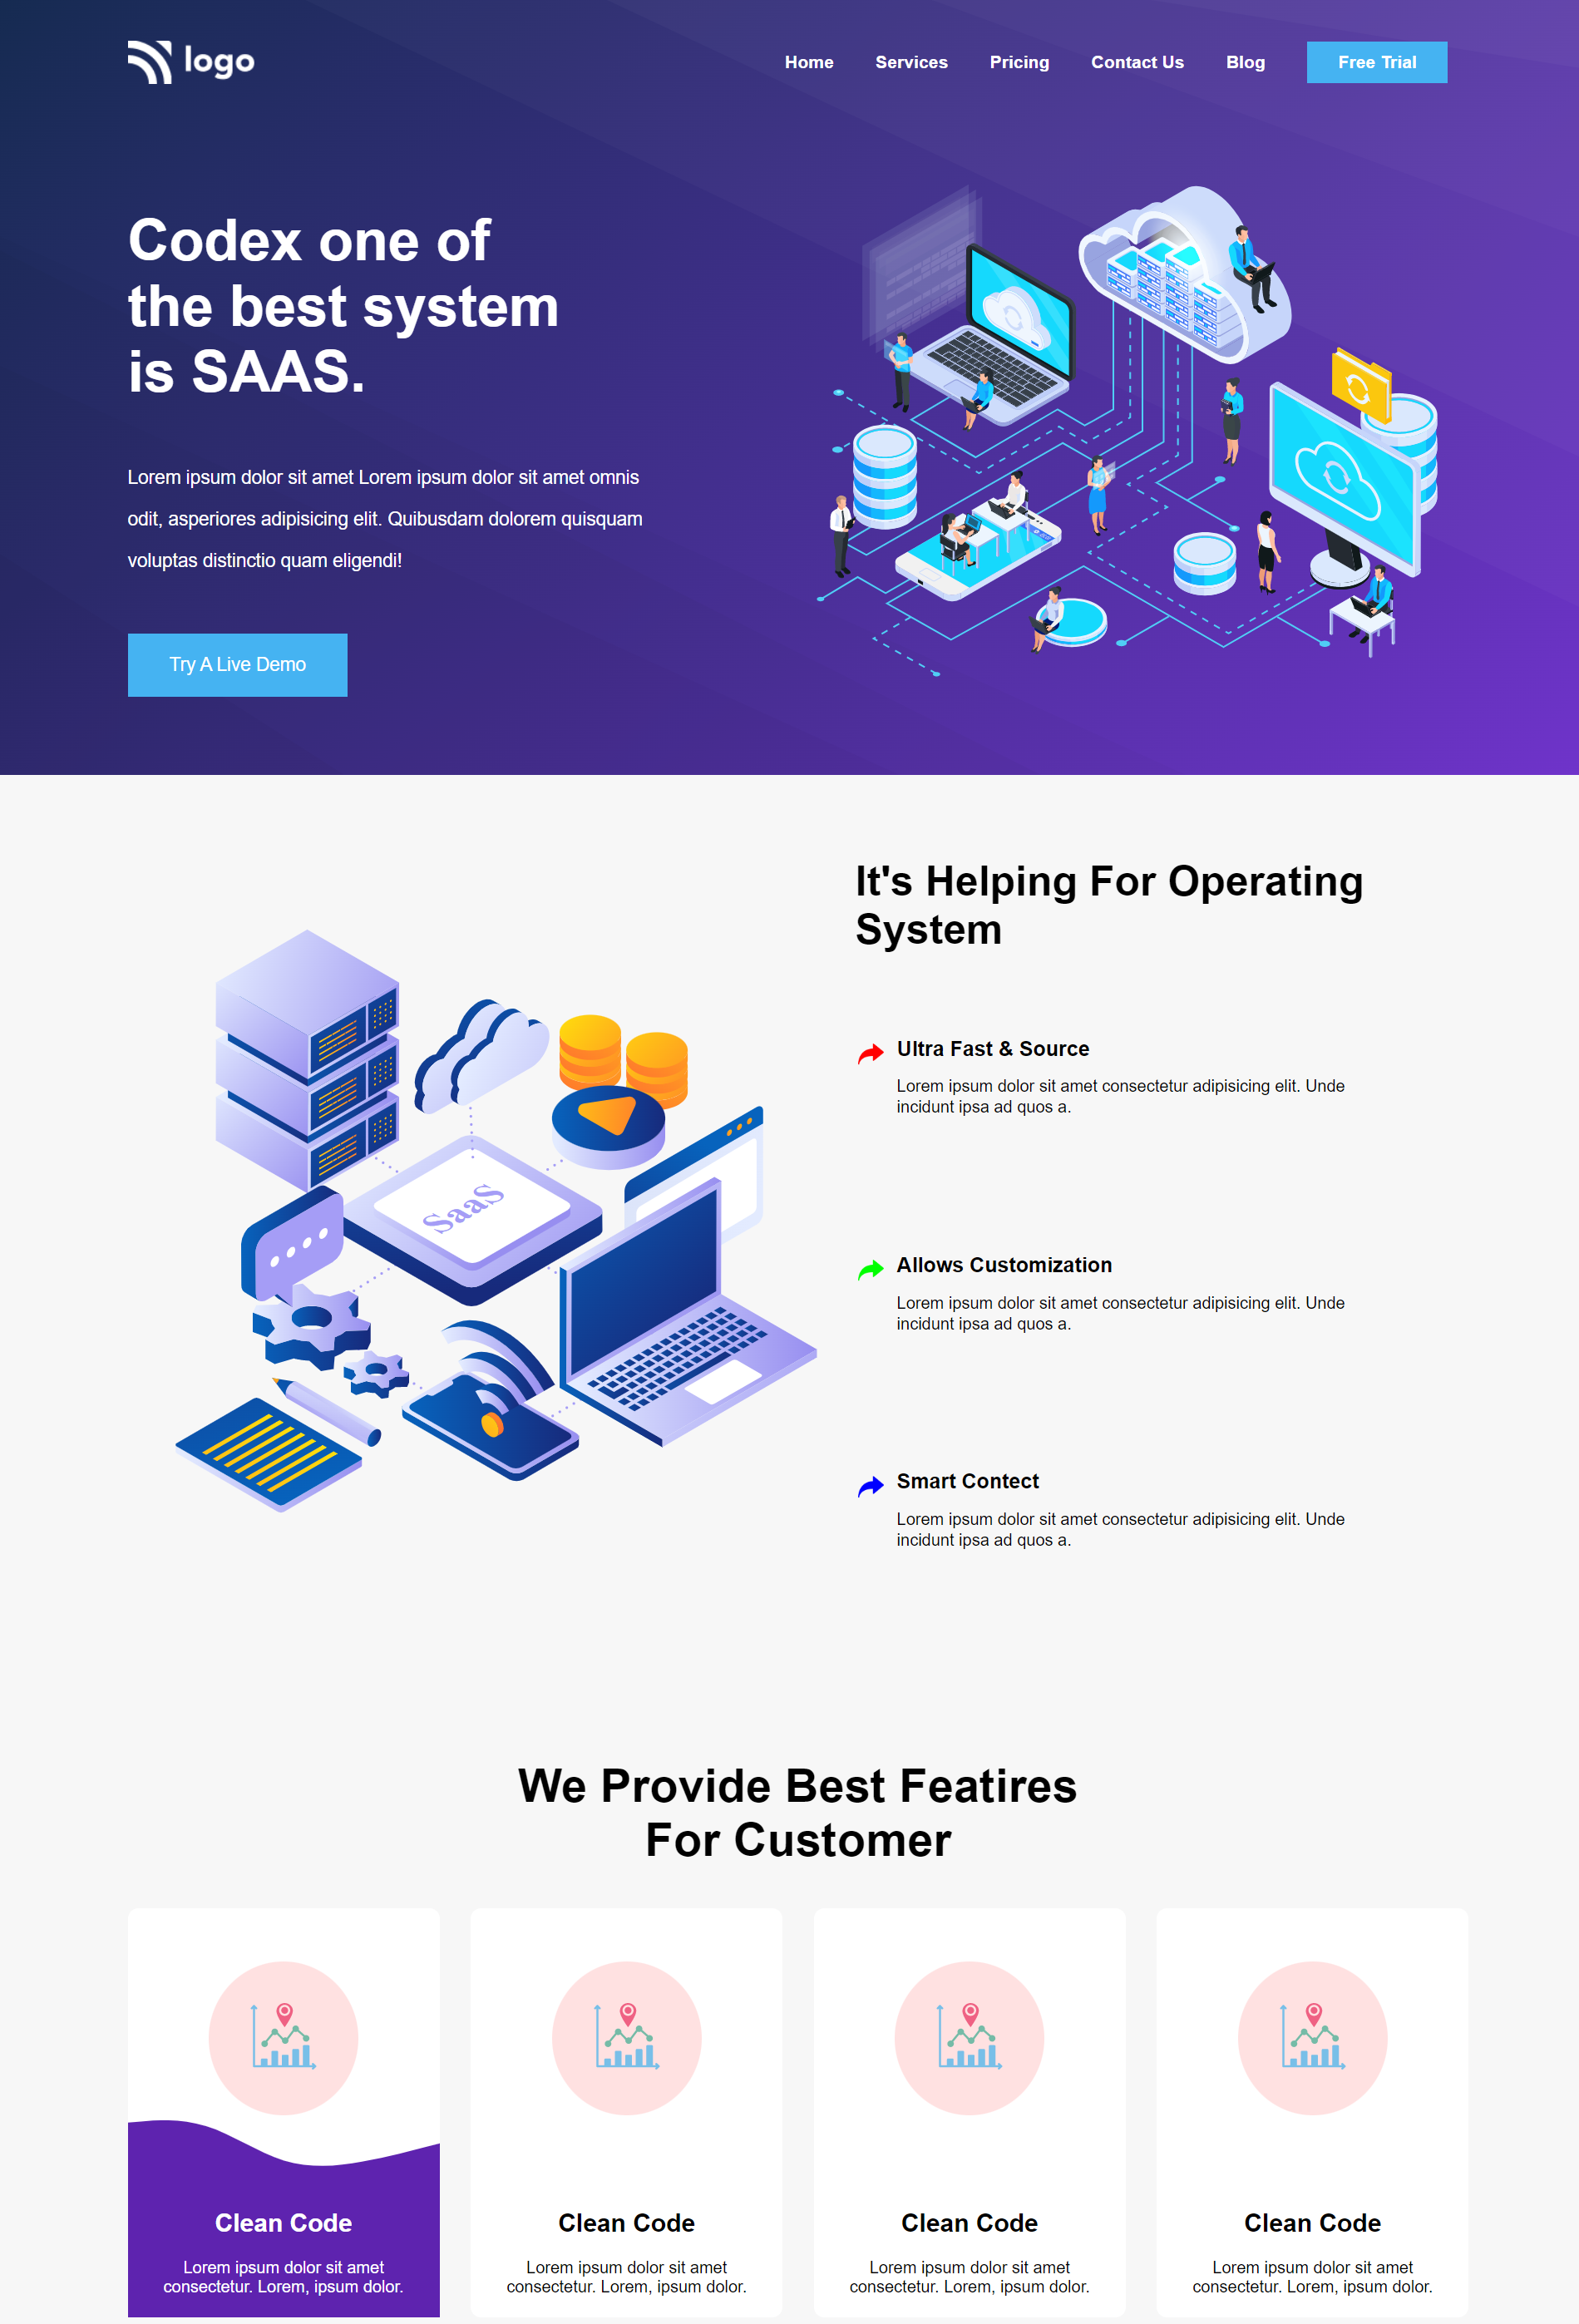 logo
Home Services Pricing Contact Us Blog Free Trial
Codex one of
the best system
is SAAS.
Lorem ipsum dolor sit amet Lorem ipsum dolor sit amet omnis
odit, asperiores adipisicing elit. Quibusdam dolorem quisquam
voluptas distinctio quam eligendi!
Try A Live Demo
It's Helping For Operating
System
Ultra Fast & Source
Lorem ipsum dolor sit amet consectetur adipisicing elit. Unde
incidunt ipsa ad quos a.
SaaS
Allows Customization
Lorem ipsum dolor sit amet consectetur adipisicing elit. Unde
incidunt ipsa ad quos a.
Smart Contect
Lorem ipsum dolor sit amet consectetur adipisicing elit. Unde
incidunt ipsa ad quos a.
We Provide Best Featires
For Customer
Clean Code
Lorem ipsum dolor sit amet
consectetur. Lorem, ipsum dolor.
Clean Code
Lorem ipsum dolor sit amet
consectetur. Lorem, ipsum dolor.
Clean Code
Lorem ipsum dolor sit amet
consectetur. Lorem, ipsum dolor.
Clean Code
Lorem ipsum dolor sit amet
consectetur. Lorem, ipsum dolor.